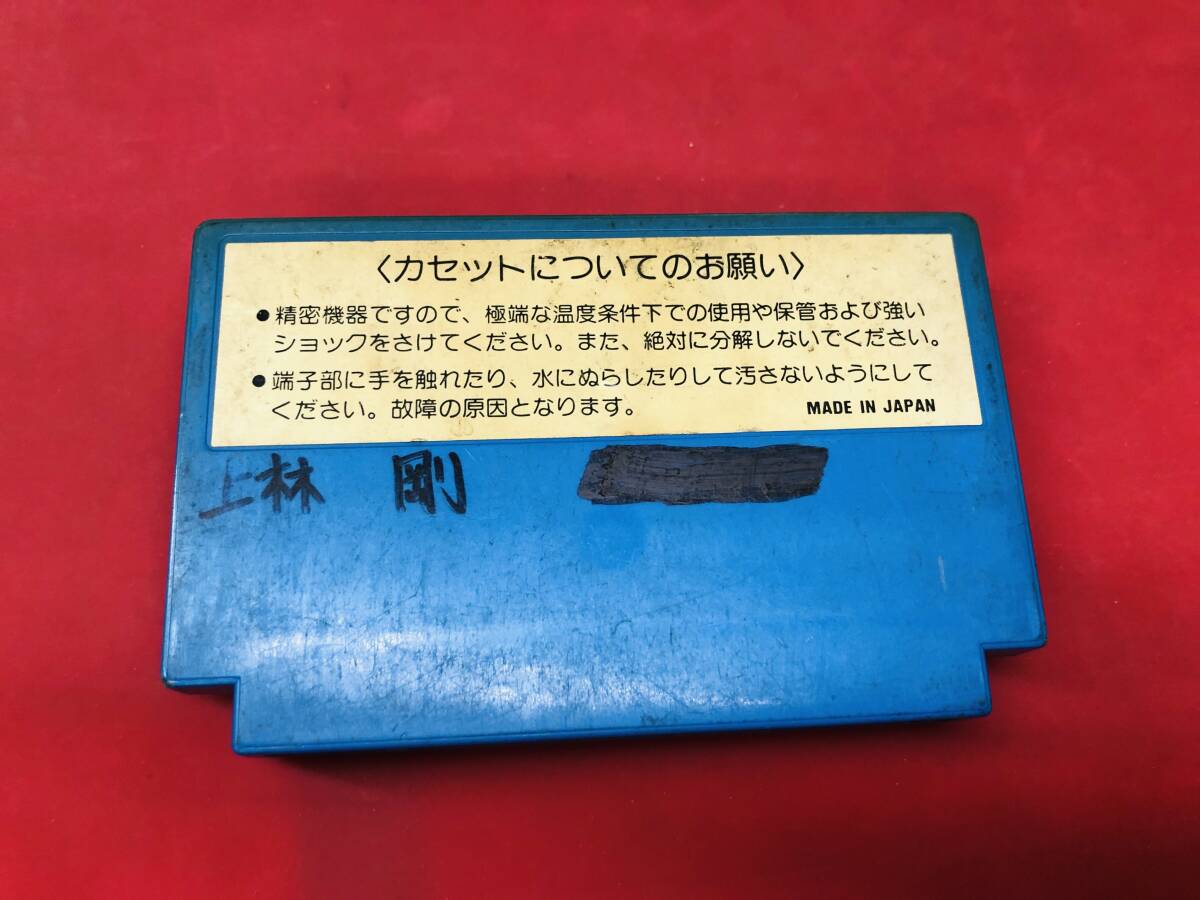 〈カセットについてのお願い〉
●精密機器ですので、極端な温度条件下での使用や保管および強い
ショックをさけてください。また、絶対に分解しないでください。
●端子部に手を触れたり、水にぬらしたりして汚さないようにして
ください。故障の原因となります。
MADE IN JAPAN
上林 剛